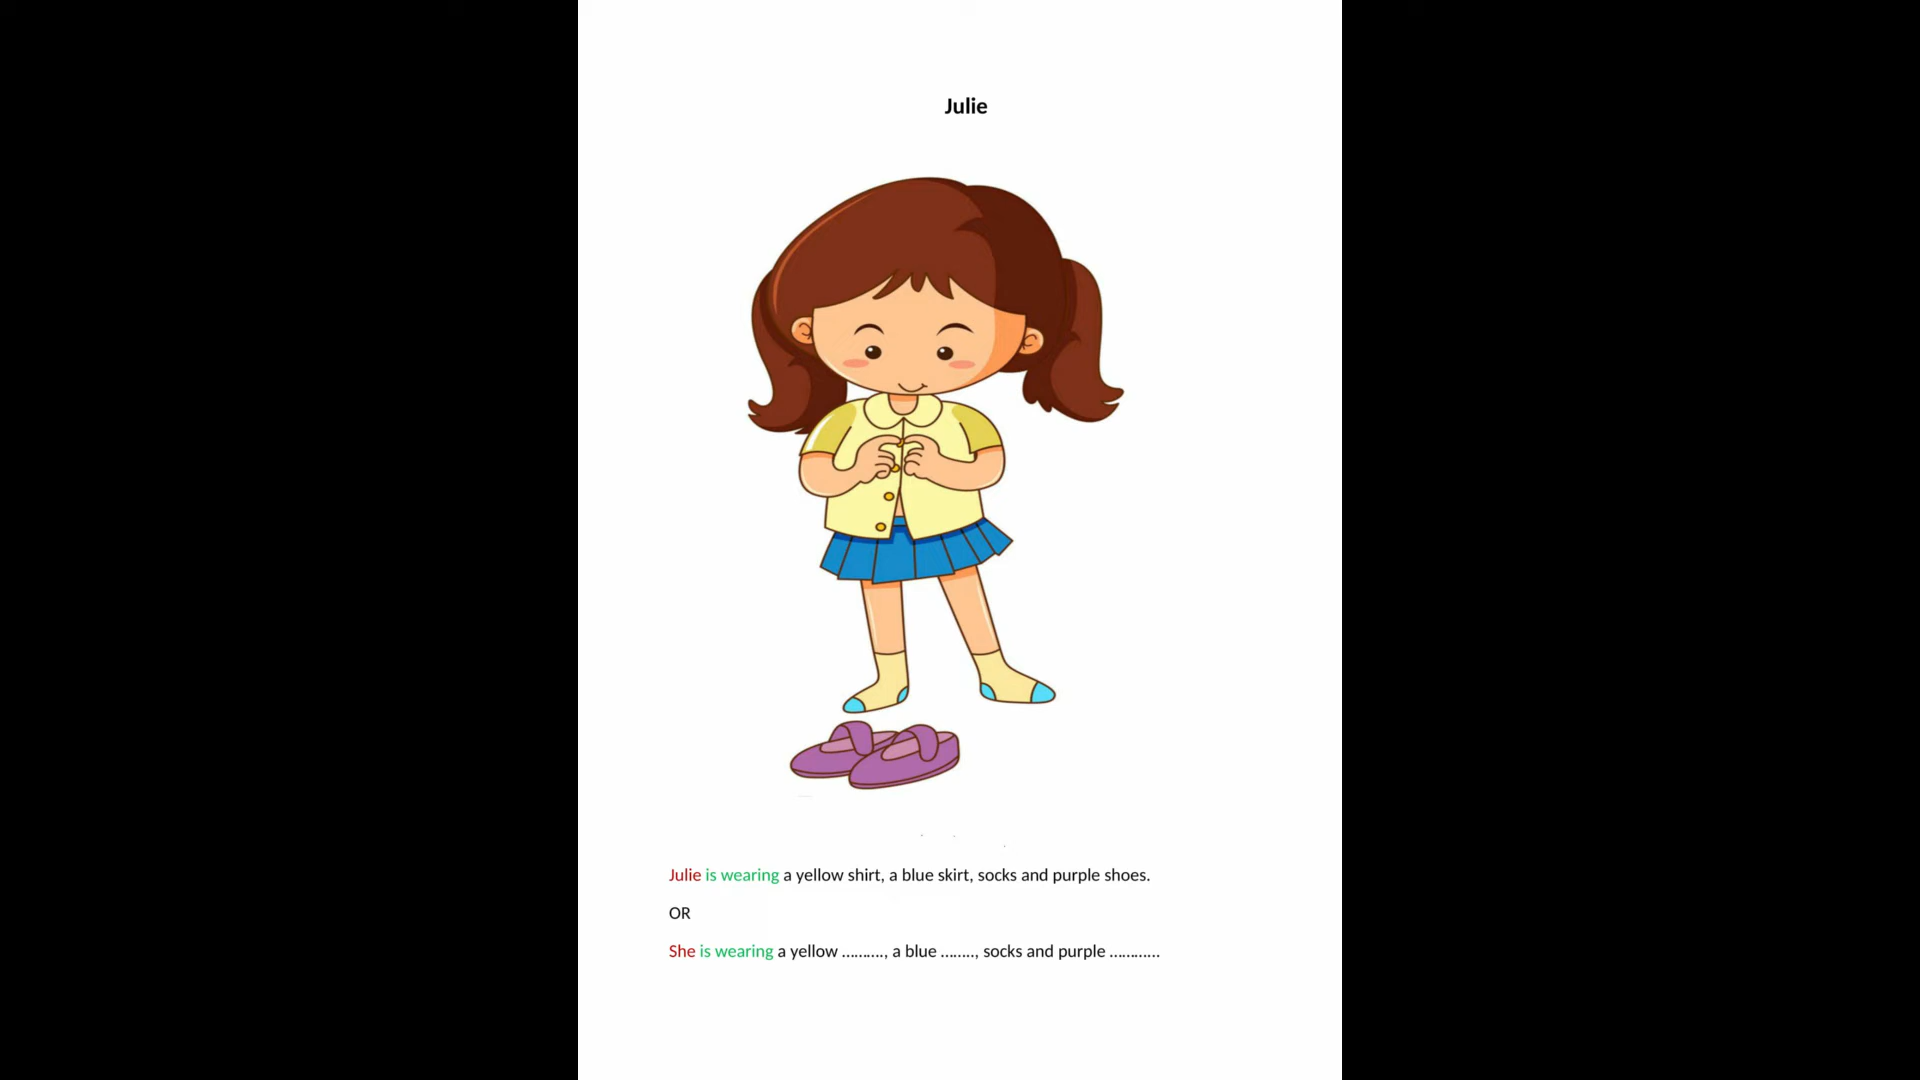 Julie
Julie is wearing a yellow shirt, a blue skirt, socks and purple shoes.
OR
She is wearing a yellow ………., a blue …….., socks and purple …………